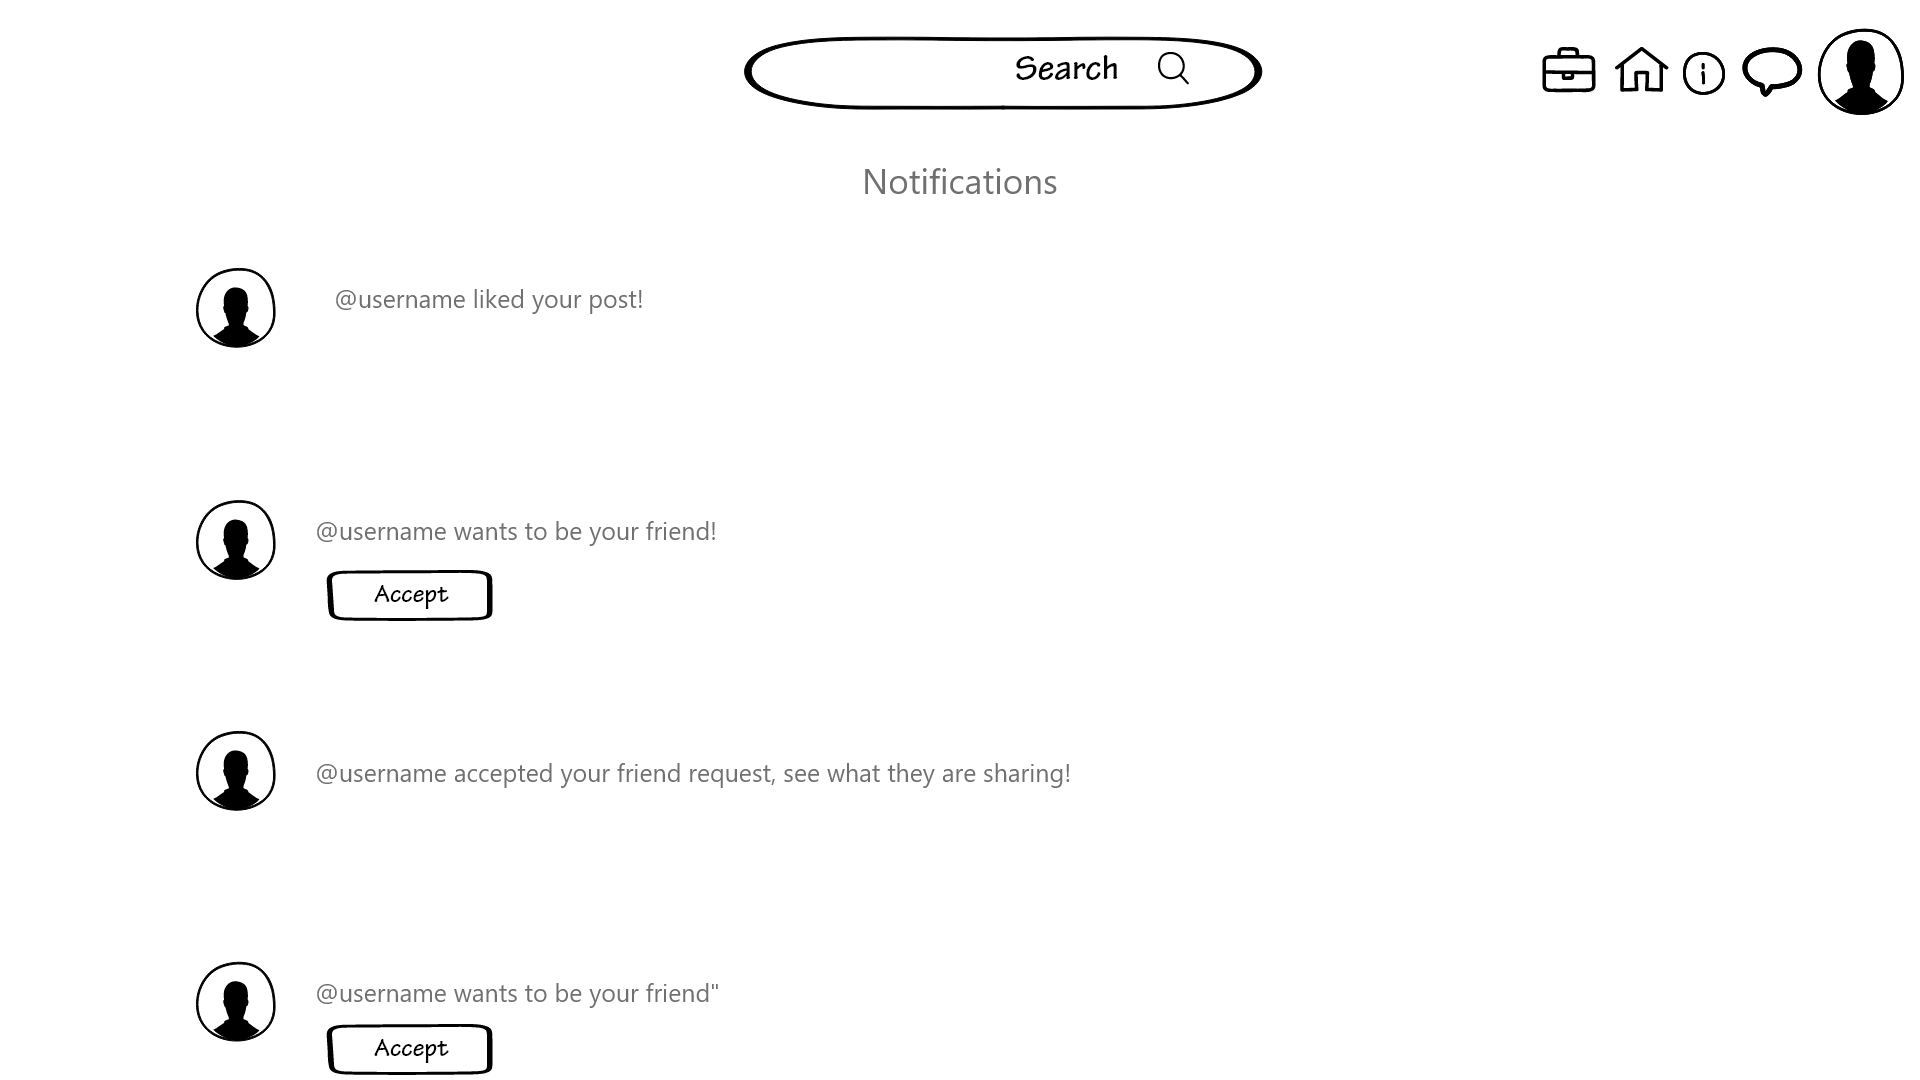 Search
Notifications
@username liked your post!
@username wants to be your friend!
Accept
@username accepted your friend request, see what they are sharing!
@username wants to be your friend"
Accept